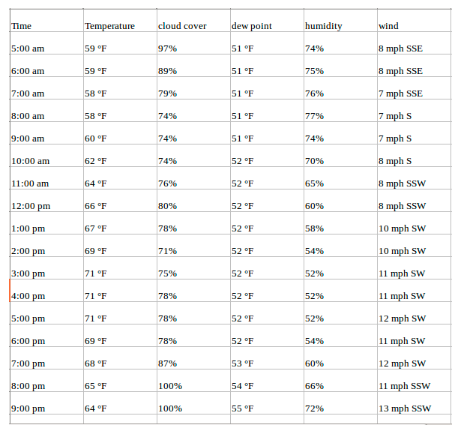 Time Temperature cloud cover dew point humidity wind
5:00 am 59 °F 97% 51 °F 74% 8 mph SSE
6:00 am 59 °F 89% 51 °F 75% 8 mph SSE
7:00 am 58 °F 79% 51 °F 76% 7 mph SSE
8:00 am 58 °F 74% 51 °F 77% 7 mph S
9:00 am 60 °F 74% 51 °F 74% 7 mph S
10:00 am 62 °F 74% 52 °F 70% 8 mph S
11:00 am 64 °F 76% 52 °F 65% 8 mph SSW
12:00 pm 66 °F 80% 52 °F 60% 8 mph SSW
1:00 pm 67 °F 78% 52 °F 58% 10 mph SW
2:00 pm 69 °F 71% 52 °F 54% 10 mph SW
3:00 pm 71 °F 75% 52 °F 52% 11 mph SW
4:00 pm 71 °F 78% 52 °F 52% 11 mph SW
5:00 pm 71 °F 78% 52 °F 52% 12 mph SW
6:00 pm 69 °F 78% 52 °F 54% 11 mph SW
7:00 pm 68 °F 87% 53 °F 60% 12 mph SW
8:00 pm 65 °F 100% 54 °F 66% 11 mph SSW
9:00 pm 64 °F 100% 55 °F 72% 13 mph SSW